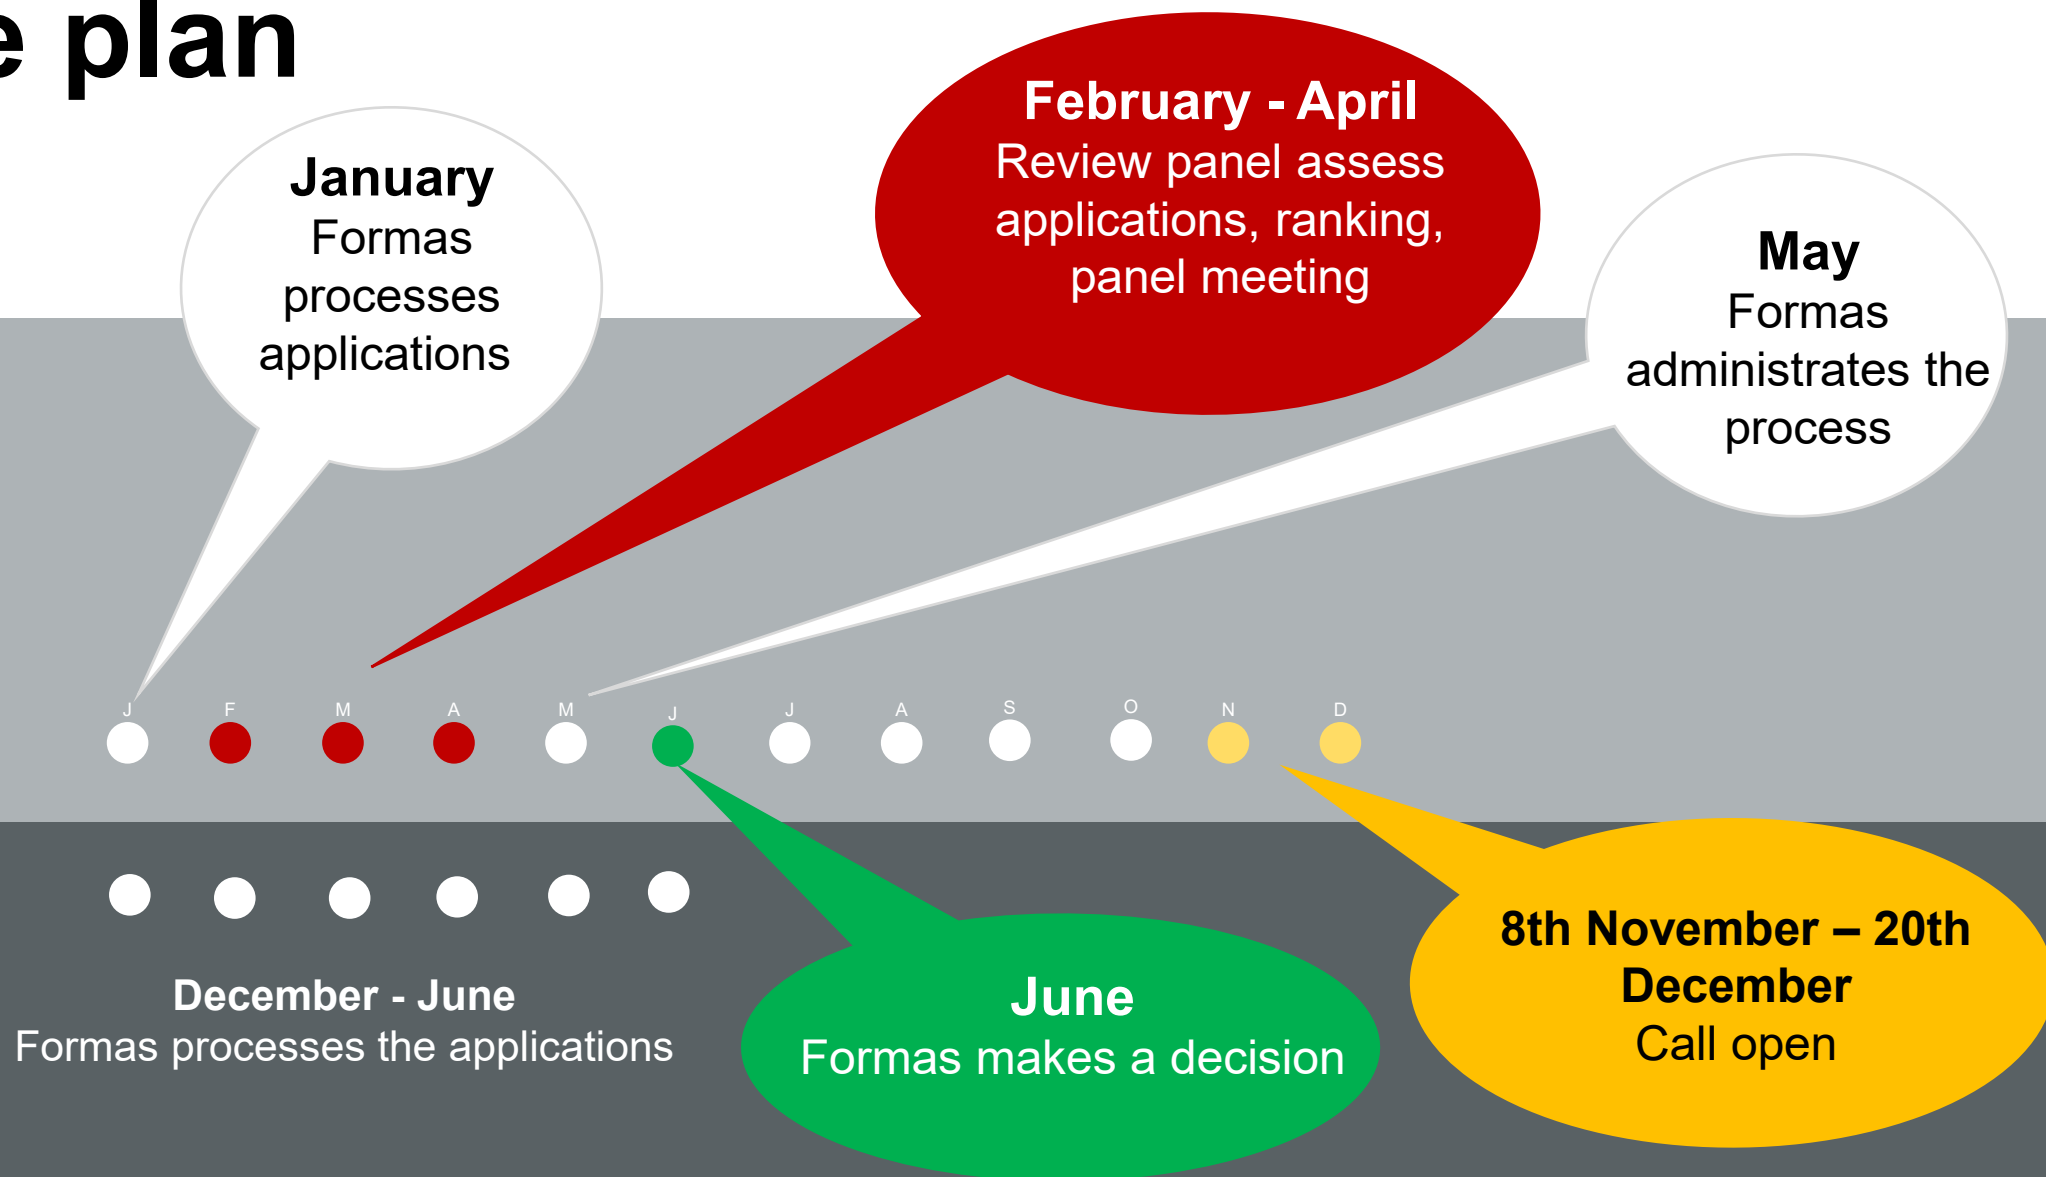 e plan
January
Formas
processes
applications
February - April
Review panel assess
applications, ranking,
panel meeting
May
Formas
administrates the
process
J F M A M J J A S O N D
December - June
Formas processes the applications
June
Formas makes a decision
8th November – 20th
December
Call open